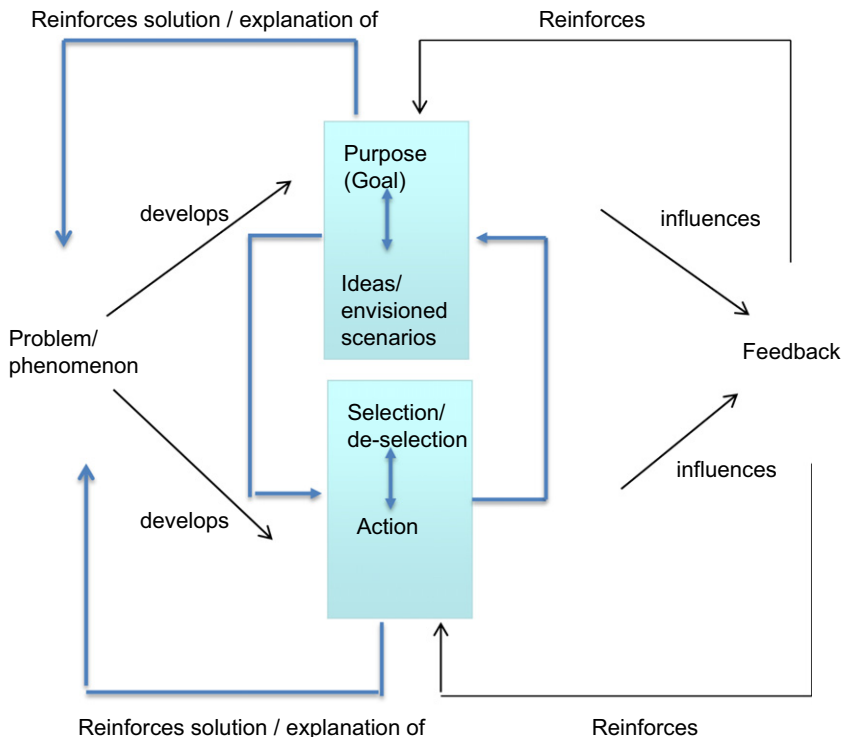 Reinforces solution / explanation of
Reinforces
Purpose
(Goal)
develops
influences
Ideas/
envisioned
scenarios
Problem/
phenomenon
Feedback
Selection/
de-selection
influences
develops
Action
Reinforces solution / explanation of
Reinforces